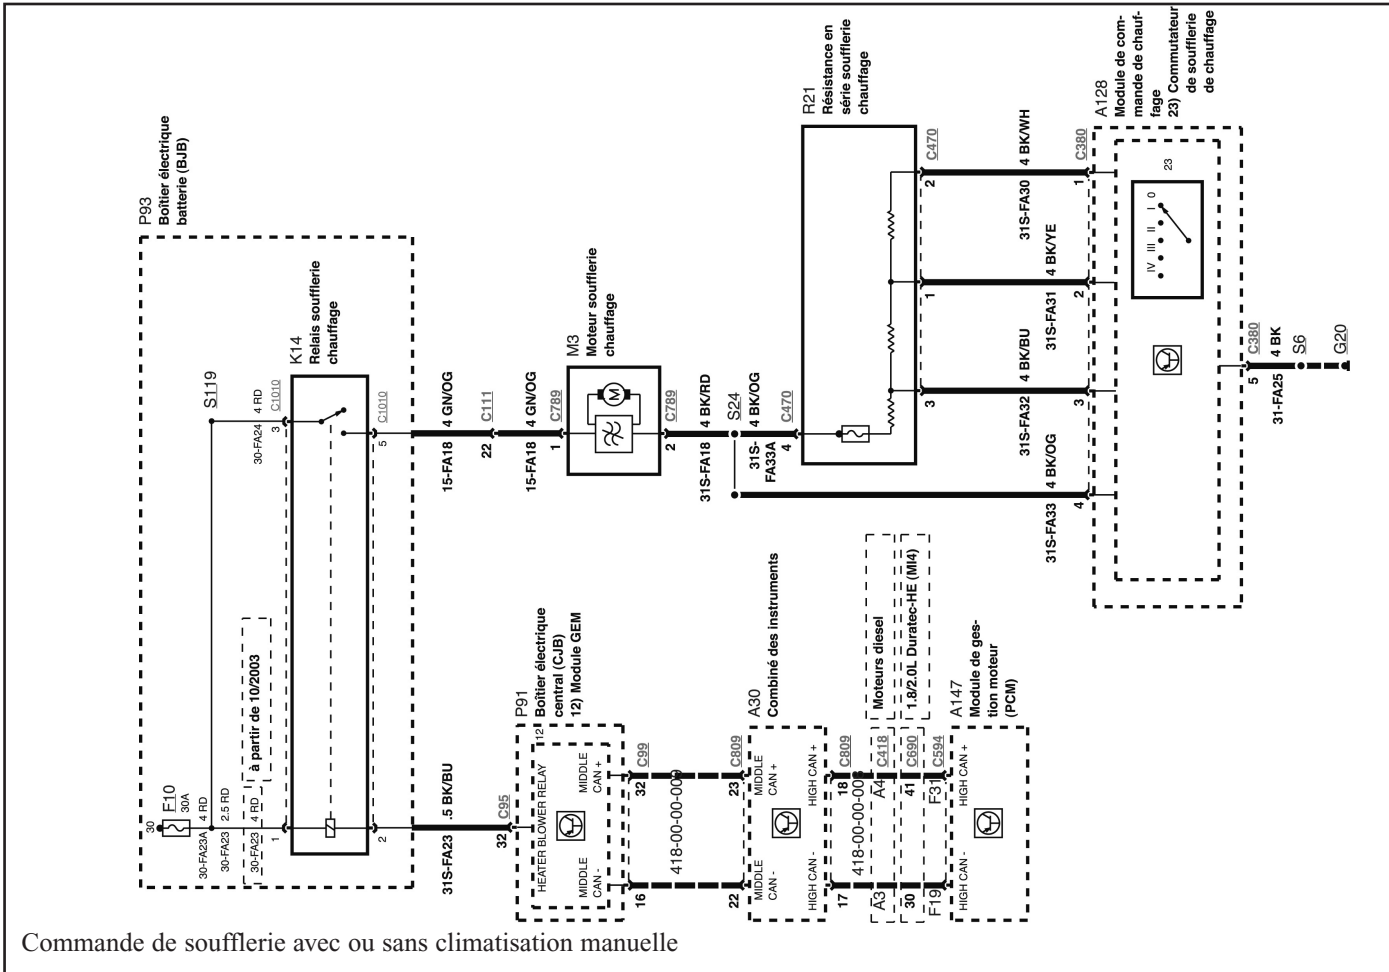 P93
Boîtier électrique
batterie (BJB)
S119
30
F10
30A
30-FA23A 4 RD
30-FA23 2.5 RD
30-FA23 4 RD
à partir de 10/2003
30-FA24 4 RD
3
C1010
1
K14
Relais soufflerie
chauffage
C1010
5
2
15-FA18 4 GN/OG
22
C111
15-FA18 4 GN/OG
1
C789
M3
Moteur soufflerie
chauffage
M
2
C789
31S-FA18 4 BK/RD
S24
31S-
FA33A
4 BK/OG
4
C470
R21
Résistance en
série soufflerie
chauffage
C470
2
1
3
31S-FA30 4 BK/WH
31S-FA31 4 BK/YE
31S-FA32 4 BK/BU
31S-FA33 4 BK/OG
C380
1
2
3
4
A128
Module de com-
mande de chauf-
fage
23) Commutateur
de soufflerie
de chauffage
23
IV III II I 0
5
C380
31-FA25 4 BK
S6
G20
31S-FA23 .5 BK/BU
32
C95
P91
Boîtier électrique
central (CJB)
12) Module GEM
12
HEATER BLOWER RELAY
MIDDLE
CAN -
MIDDLE
CAN +
16
32
C99
418-00-00-009
22
23
C809
A30
Combiné des instruments
MIDDLE
CAN -
MIDDLE
CAN +
HIGH CAN -
HIGH CAN +
17
18
C809
418-00-00-00
A3
A4
C418
Moteurs diesel
30
41
C690
1.8/2.0L Duratec-HE (MI4)
F19
F31
C594
A147
Module de ges-
tion moteur
(PCM)
HIGH CAN -
HIGH CAN +
Commande de soufflerie avec ou sans climatisation manuelle